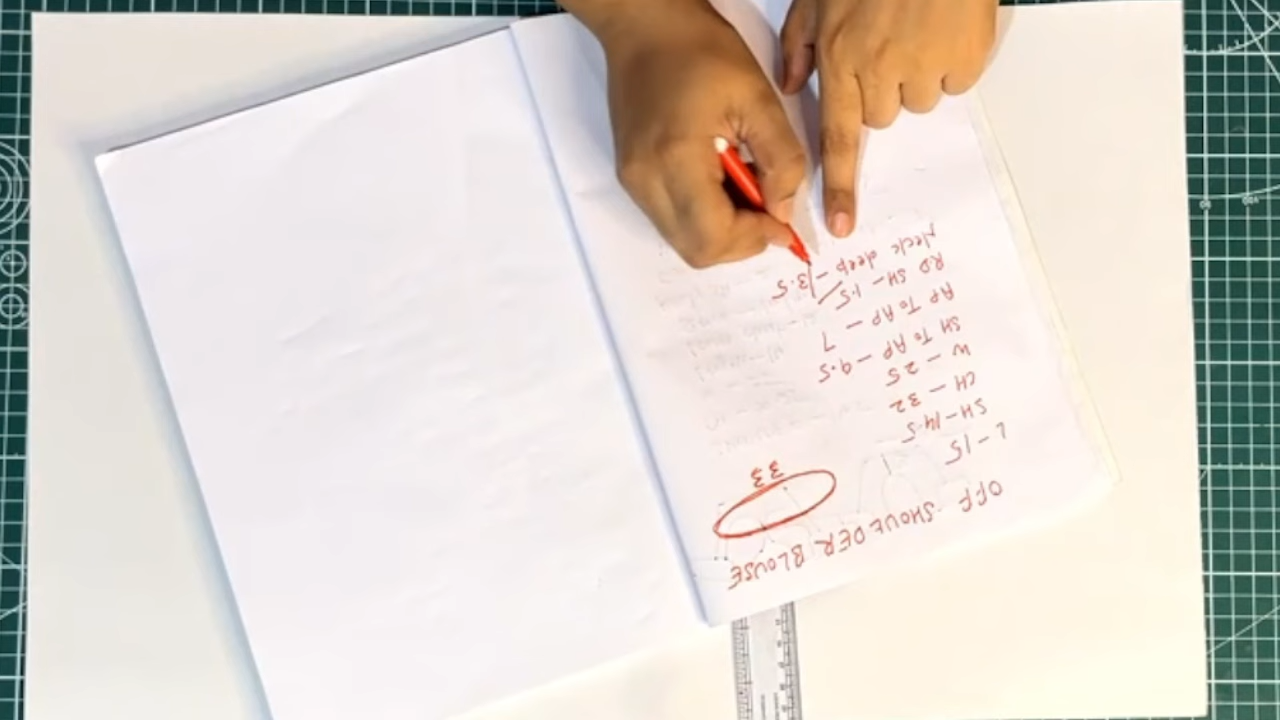 OFF SHOULDER BLOUSE
33
L - 15
SH - 14.5
CH - 32
W - 25
SH TO AP - 9.5
AP TO AP - 7
RD SH - 1.5
Neck deep - 3.5